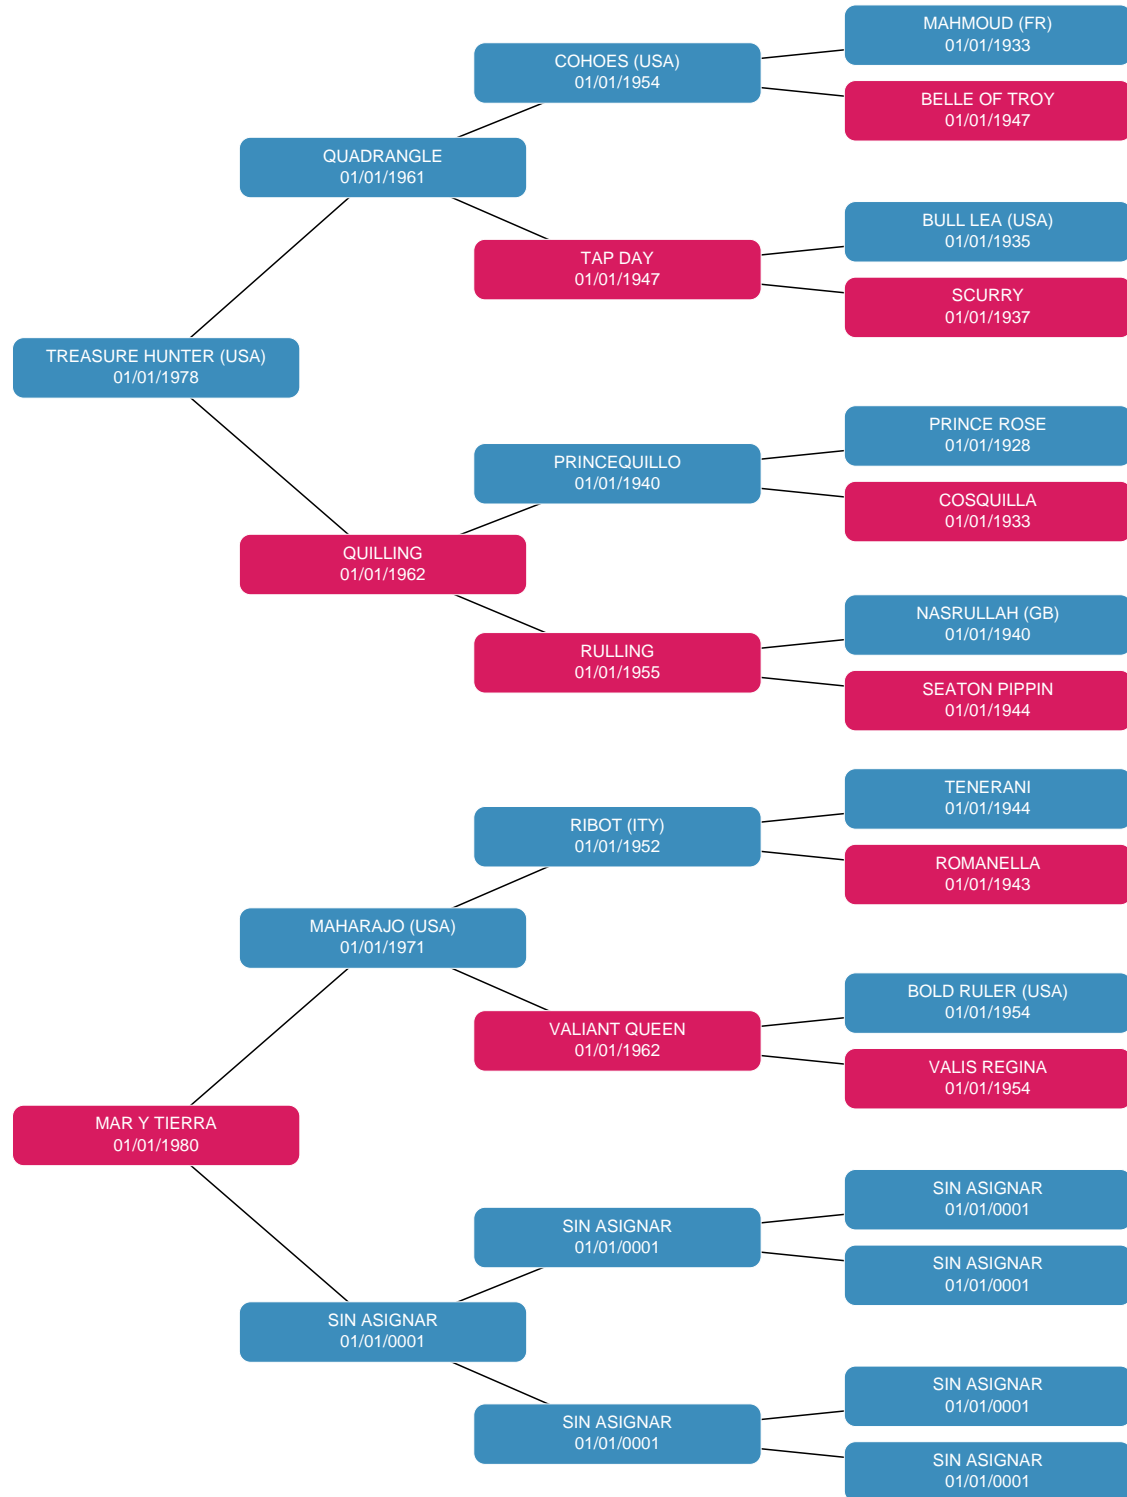 MAHMOUD (FR)
01/01/1933
COHOES (USA)
01/01/1954
BELLE OF TROY
01/01/1947
QUADRANGLE
01/01/1961
BULL LEA (USA)
01/01/1935
TAP DAY
01/01/1947
SCURRY
01/01/1937
TREASURE HUNTER (USA)
01/01/1978
PRINCE ROSE
01/01/1928
PRINCEQUILLO
01/01/1940
COSQUILLA
01/01/1933
QUILLING
01/01/1962
NASRULLAH (GB)
01/01/1940
RULLING
01/01/1955
SEATON PIPPIN
01/01/1944
TENERANI
01/01/1944
RIBOT (ITY)
01/01/1952
ROMANELLA
01/01/1943
MAHARAJO (USA)
01/01/1971
BOLD RULER (USA)
01/01/1954
VALIANT QUEEN
01/01/1962
VALIS REGINA
01/01/1954
MAR Y TIERRA
01/01/1980
SIN ASIGNAR
01/01/0001
SIN ASIGNAR
01/01/0001
SIN ASIGNAR
01/01/0001
SIN ASIGNAR
01/01/0001
SIN ASIGNAR
01/01/0001
SIN ASIGNAR
01/01/0001
SIN ASIGNAR
01/01/0001